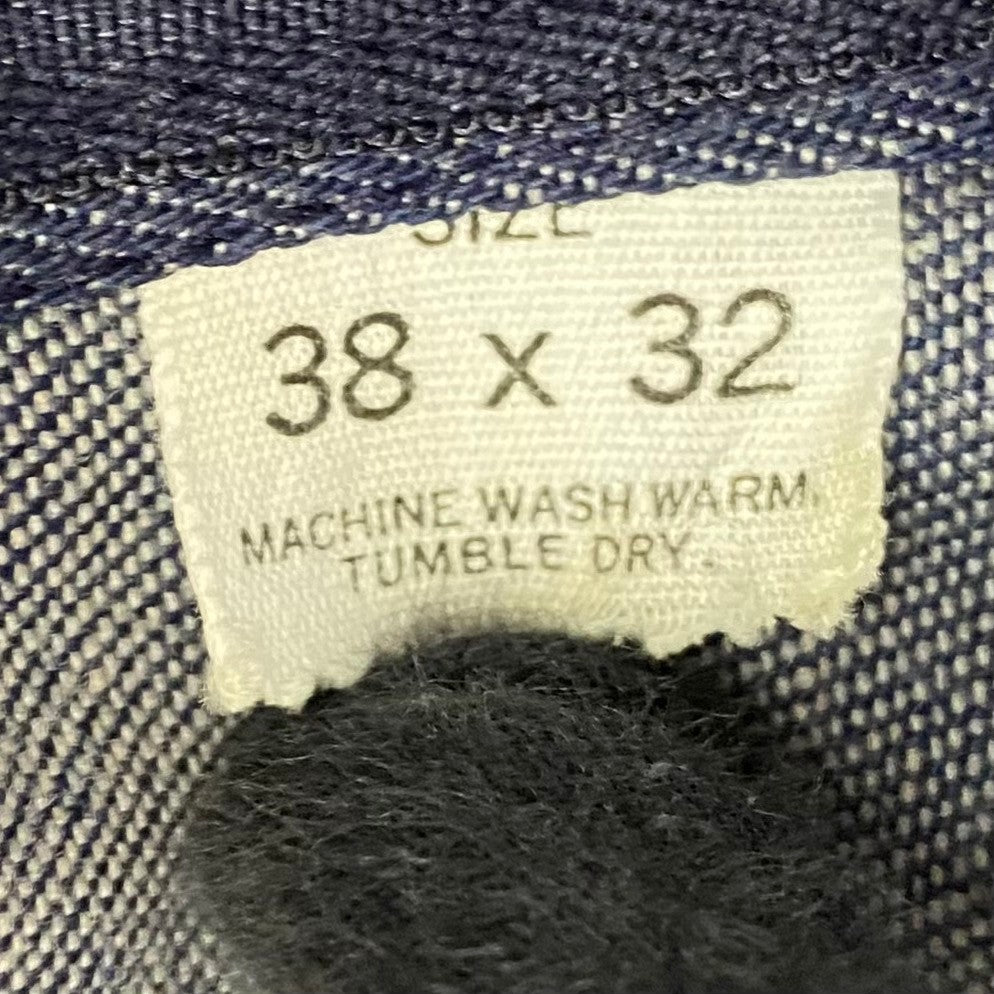 SIZE
38 x 32
MACHINE WASH WARM.
TUMBLE DRY.